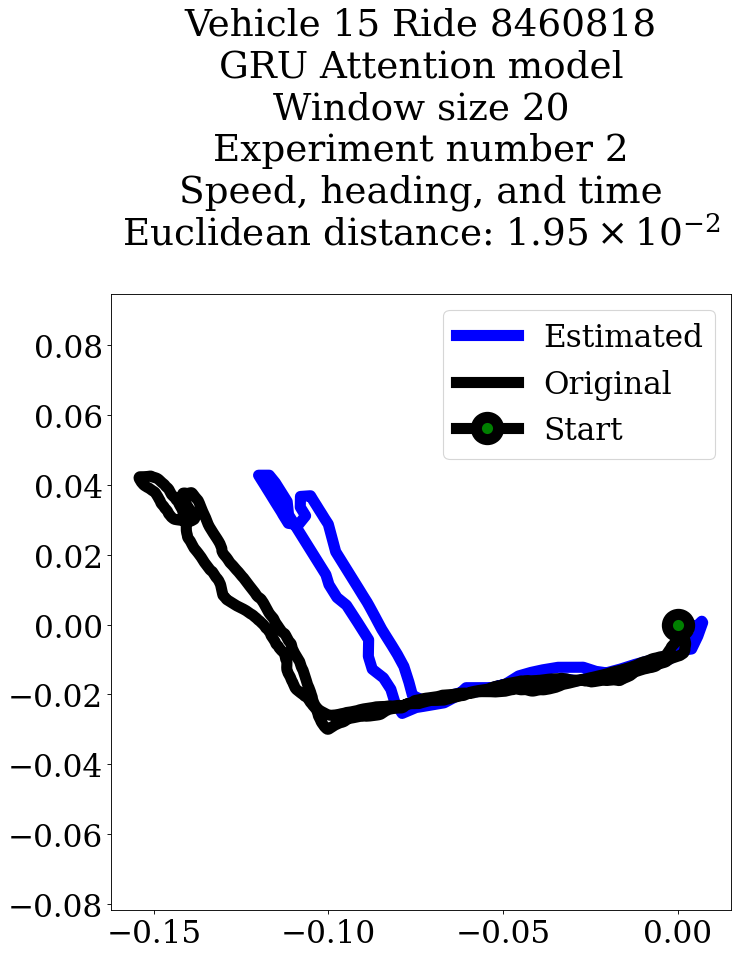 Vehicle 15 Ride 8460818
GRU Attention model
Window size 20
Experiment number 2
Speed, heading, and time
Euclidean distance: 1.95 × 10⁻²
Estimated
Original
Start
0.08
0.06
0.04
0.02
0.00
−0.02
−0.04
−0.06
−0.08
−0.15 −0.10 −0.05 0.00